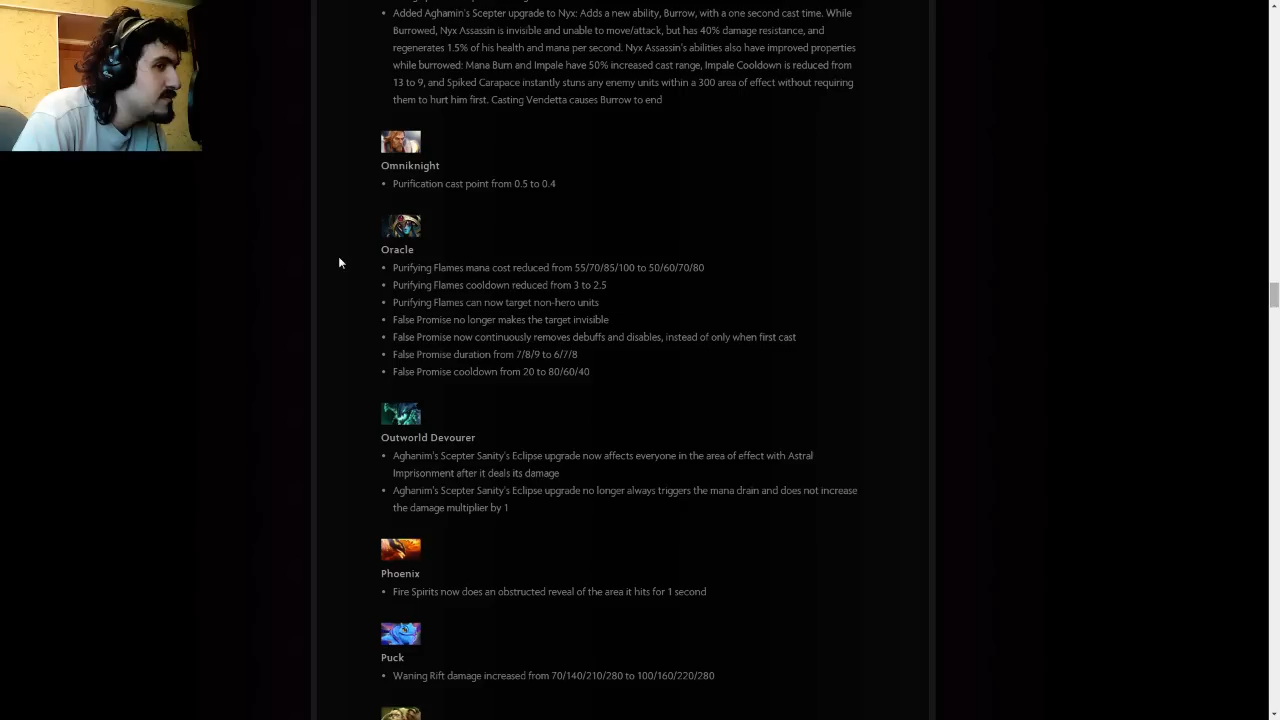 Added Aghamin's Scepter upgrade to Nyx: Adds a new ability, Burrow, with a one second cast time. While
Burrowed, Nyx Assassin is invisible and unable to move/attack, but has 40% damage resistance, and
regenerates 1.5% of his health and mana per second. Nyx Assassin's abilities also have improved properties
while burrowed: Mana Burn and Impale have 50% increased cast range, Impale Cooldown is reduced from
13 to 9, and Spiked Carapace instantly stuns any enemy units within a 300 area of effect without requiring
them to hurt him first. Casting Vendetta causes Burrow to end
Omniknight
Purification cast point from 0.5 to 0.4
Oracle
Purifying Flames mana cost reduced from 55/70/85/100 to 50/60/70/80
Purifying Flames cooldown reduced from 3 to 2.5
Purifying Flames can now target non-hero units
False Promise no longer makes the target invisible
False Promise now continuously removes debuffs and disables, instead of only when first cast
False Promise duration from 7/8/9 to 6/7/8
False Promise cooldown from 20 to 80/60/40
Outworld Devourer
Aghanim's Scepter Sanity's Eclipse upgrade now affects everyone in the area of effect with Astral
Imprisonment after it deals its damage
Aghanim's Scepter Sanity's Eclipse upgrade no longer always triggers the mana drain and does not increase
the damage multiplier by 1
Phoenix
Fire Spirits now does an obstructed reveal of the area it hits for 1 second
Puck
Waning Rift damage increased from 70/140/210/280 to 100/160/220/280